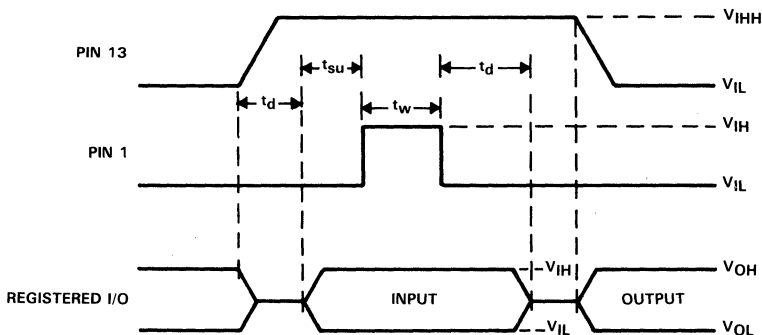 PIN 13
VIHH
VIL
td
tsu
tw
td
PIN 1
VIH
VIL
REGISTERED I/O
INPUT
VIH
VIL
OUTPUT
VOH
VOL